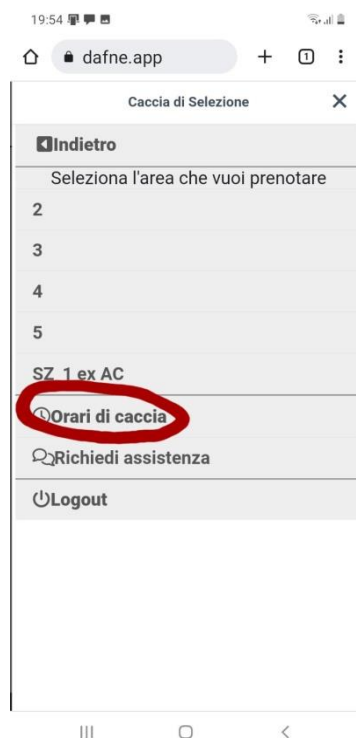 19:54
dafne.app
1
Caccia di Selezione
Indietro
Seleziona l'area che vuoi prenotare
2
3
4
5
SZ_1 ex AC
Orari di caccia
Richiedi assistenza
Logout